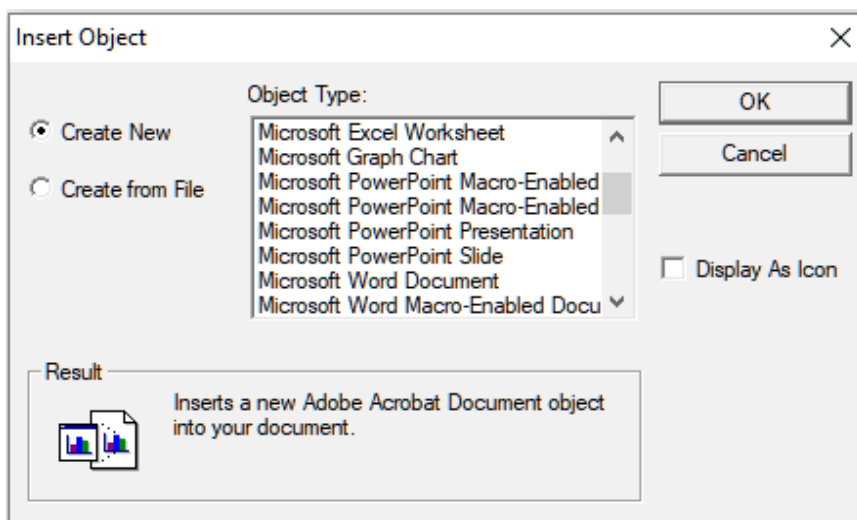 Insert Object
Object Type:
OK
Create New
Microsoft Excel Worksheet
Microsoft Graph Chart
Cancel
Create from File
Microsoft PowerPoint Macro-Enabled
Microsoft PowerPoint Macro-Enabled
Microsoft PowerPoint Presentation
Microsoft PowerPoint Slide
Microsoft Word Document
Microsoft Word Macro-Enabled Docu
Display As Icon
Result
Inserts a new Adobe Acrobat Document object
into your document.